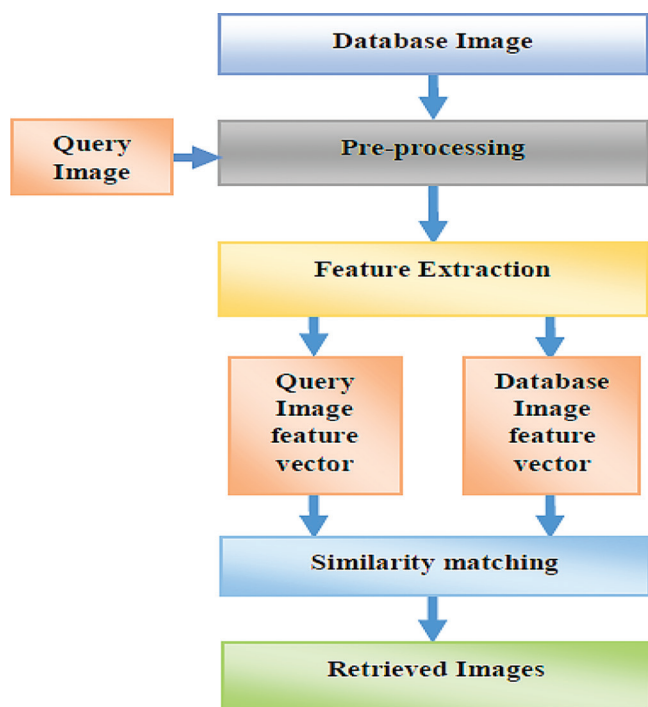 Database Image
Query
Image
Pre-processing
Feature Extraction
Query
Image
feature
vector
Database
Image
feature
vector
Similarity matching
Retrieved Images